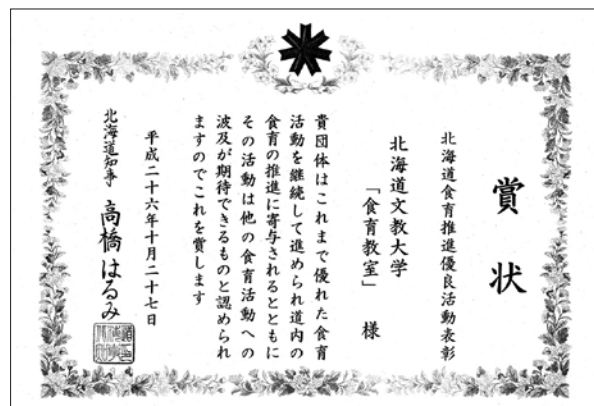 賞状
北海道食育推進優良活動表彰
北海道文教大学
「食育教室」 様
貴団体はこれまで優れた食育
活動を継続して進められ道内の
食育の推進に寄与されるとともに
その活動は他の食育活動への
波及が期待できるものと認められ
ますのでこれを賞します
平成二十六年十月二十七日
北海道知事 高橋はるみ